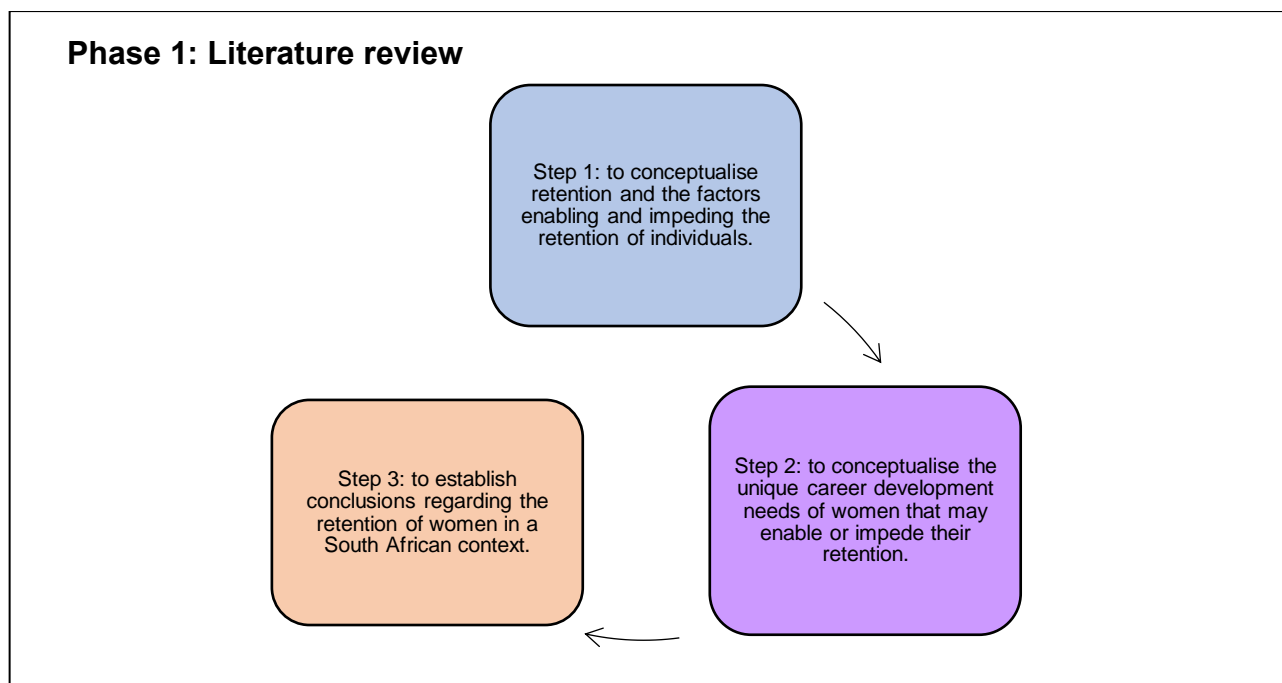 Phase 1: Literature review
Step 1: to conceptualise
retention and the factors
enabling and impeding the
retention of individuals.
Step 2: to conceptualise the
unique career development
needs of women that may
enable or impede their
retention.
Step 3: to establish
conclusions regarding the
retention of women in a
South African context.